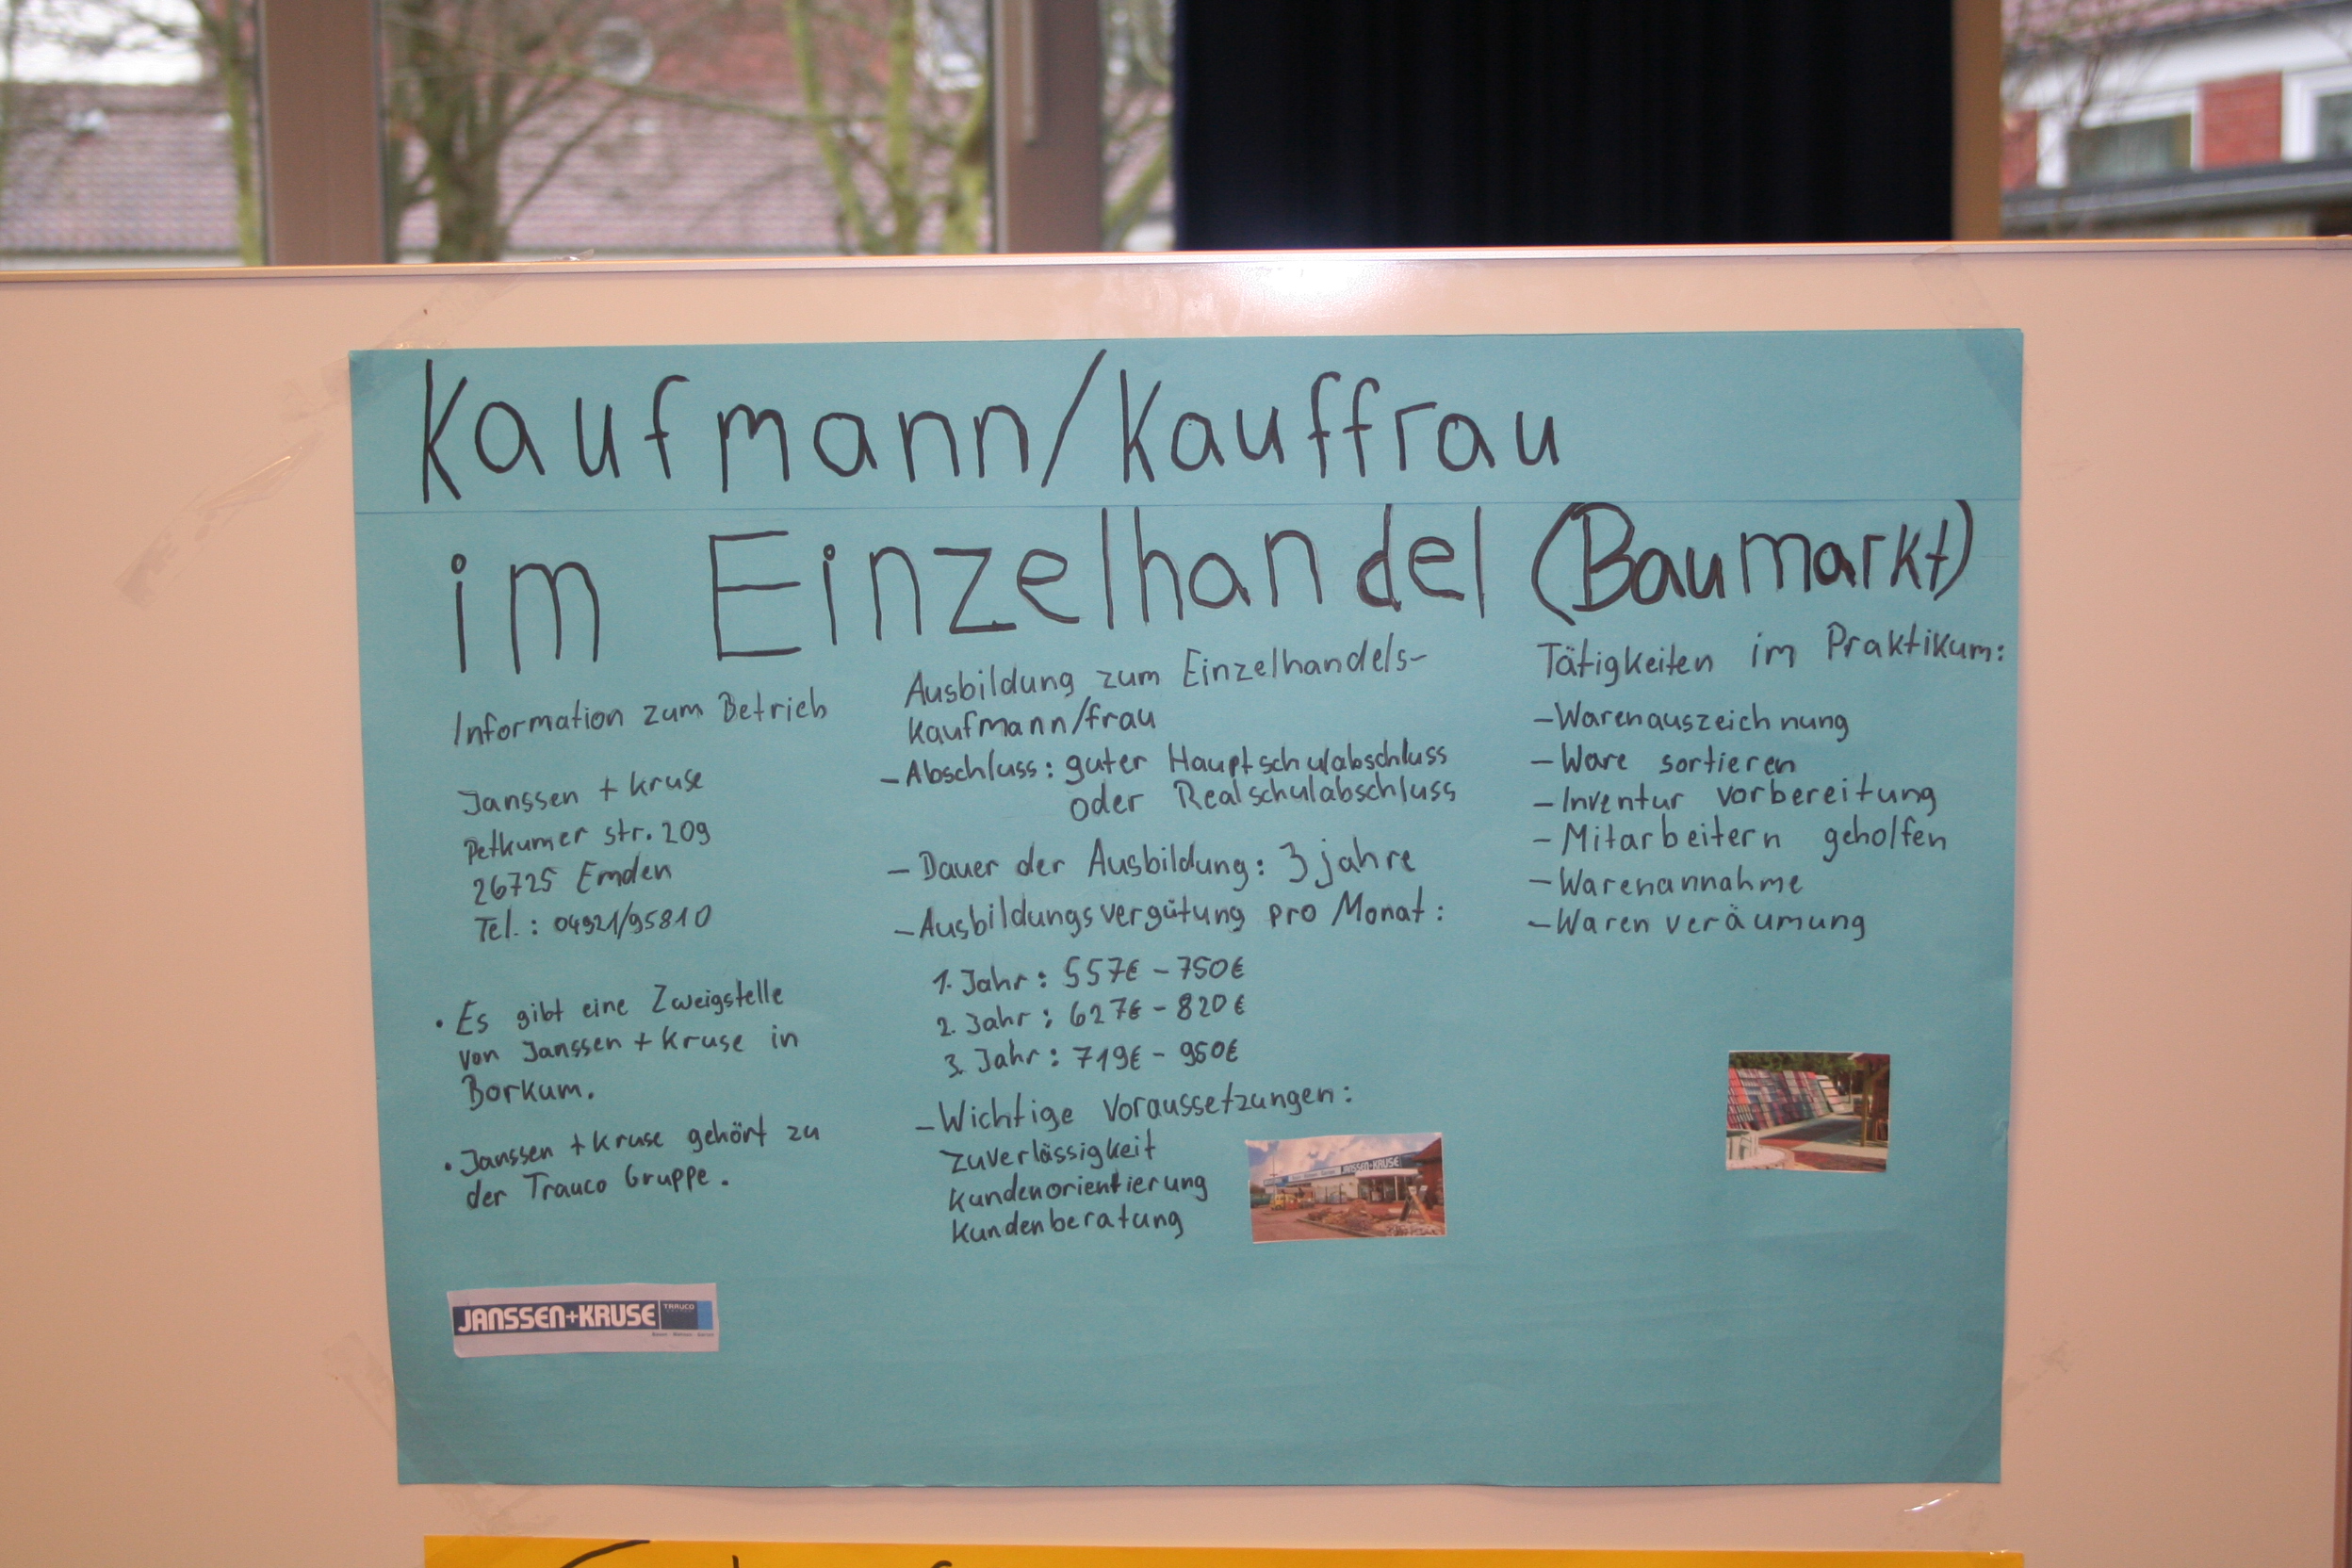 Kaufmann/Kauffrau
im Einzelhandel (Baumarkt)
Information zum Betrieb
Janssen + Kruse
Petkumer str. 209
26725 Emden
Tel.: 04921/95810
• Es gibt eine Zweigstelle
von Janssen + Kruse in
Borkum.
• Janssen + Kruse gehört zu
der Trauco Gruppe.
JANSSEN+KRUSE
TRAUCO
Ausbildung zum Einzelhandels-
kaufmann/frau
- Abschluss: guter Hauptschulabschluss
oder Realschulabschluss
- Dauer der Ausbildung: 3 jahre
- Ausbildungsvergütung pro Monat:
1. Jahr: 557€ - 750€
2. Jahr: 627€ - 820€
3. Jahr: 719€ - 950€
- Wichtige Voraussetzungen:
Zuverlässigkeit
Kundenorientierung
Kundenberatung
JANSSEN+KRUSE
Tätigkeiten im Praktikum:
- Warenauszeichnung
- Ware sortieren
- Inventur vorbereitung
- Mitarbeitern geholfen
- Warenannahme
- Waren veräumung